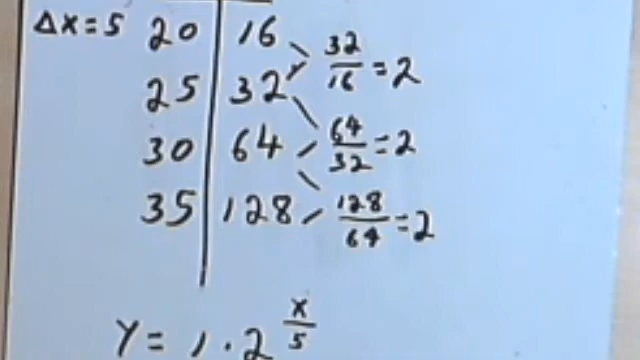 Δx=5 20 16
32/16 = 2
25 32
64/32 = 2
30 64
128/64 = 2
35 128
y = 1 · 2^(x/5)